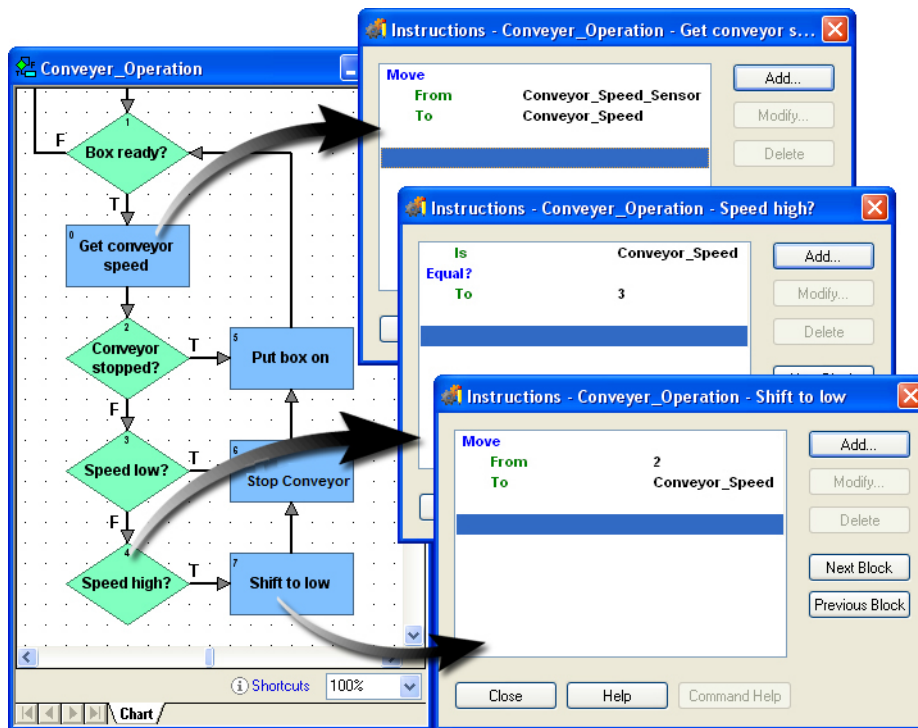 Conveyer_Operation
1
Box ready?
F
T
0
Get conveyor
speed
2
Conveyor
stopped?
T
5
Put box on
F
3
Speed low?
T
6
Stop Conveyor
F
4
Speed high?
T
7
Shift to low
Shortcuts
100%
Chart
Instructions - Conveyer_Operation - Get conveyor s...
Move
From Conveyor_Speed_Sensor
To Conveyor_Speed
Add...
Modify...
Delete
Instructions - Conveyer_Operation - Speed high?
Is Conveyor_Speed
Equal?
To 3
Add...
Modify...
Delete
Instructions - Conveyer_Operation - Shift to low
Move
From 2
To Conveyor_Speed
Add...
Modify...
Delete
Next Block
Previous Block
Close
Help
Command Help